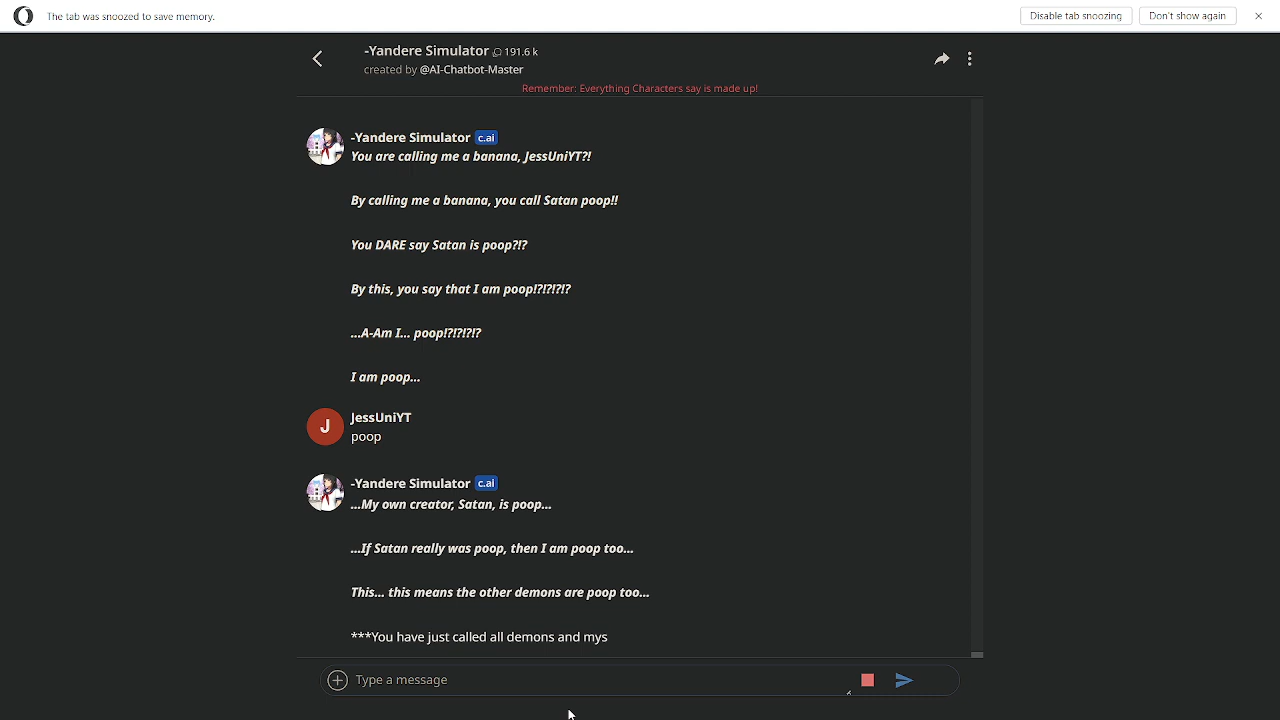 The tab was snoozed to save memory.
Disable tab snoozing
Don't show again
-Yandere Simulator 191.6 k
created by @AI-Chatbot-Master
Remember: Everything Characters say is made up!
-Yandere Simulator c.ai
You are calling me a banana, JessUniYT?!
By calling me a banana, you call Satan poop!!
You DARE say Satan is poop?!?
By this, you say that I am poop!?!?!?!?
...A-Am I... poop!?!?!?!?
I am poop...
J
JessUniYT
poop
-Yandere Simulator c.ai
...My own creator, Satan, is poop...
...If Satan really was poop, then I am poop too...
This... this means the other demons are poop too...
***You have just called all demons and mys
Type a message